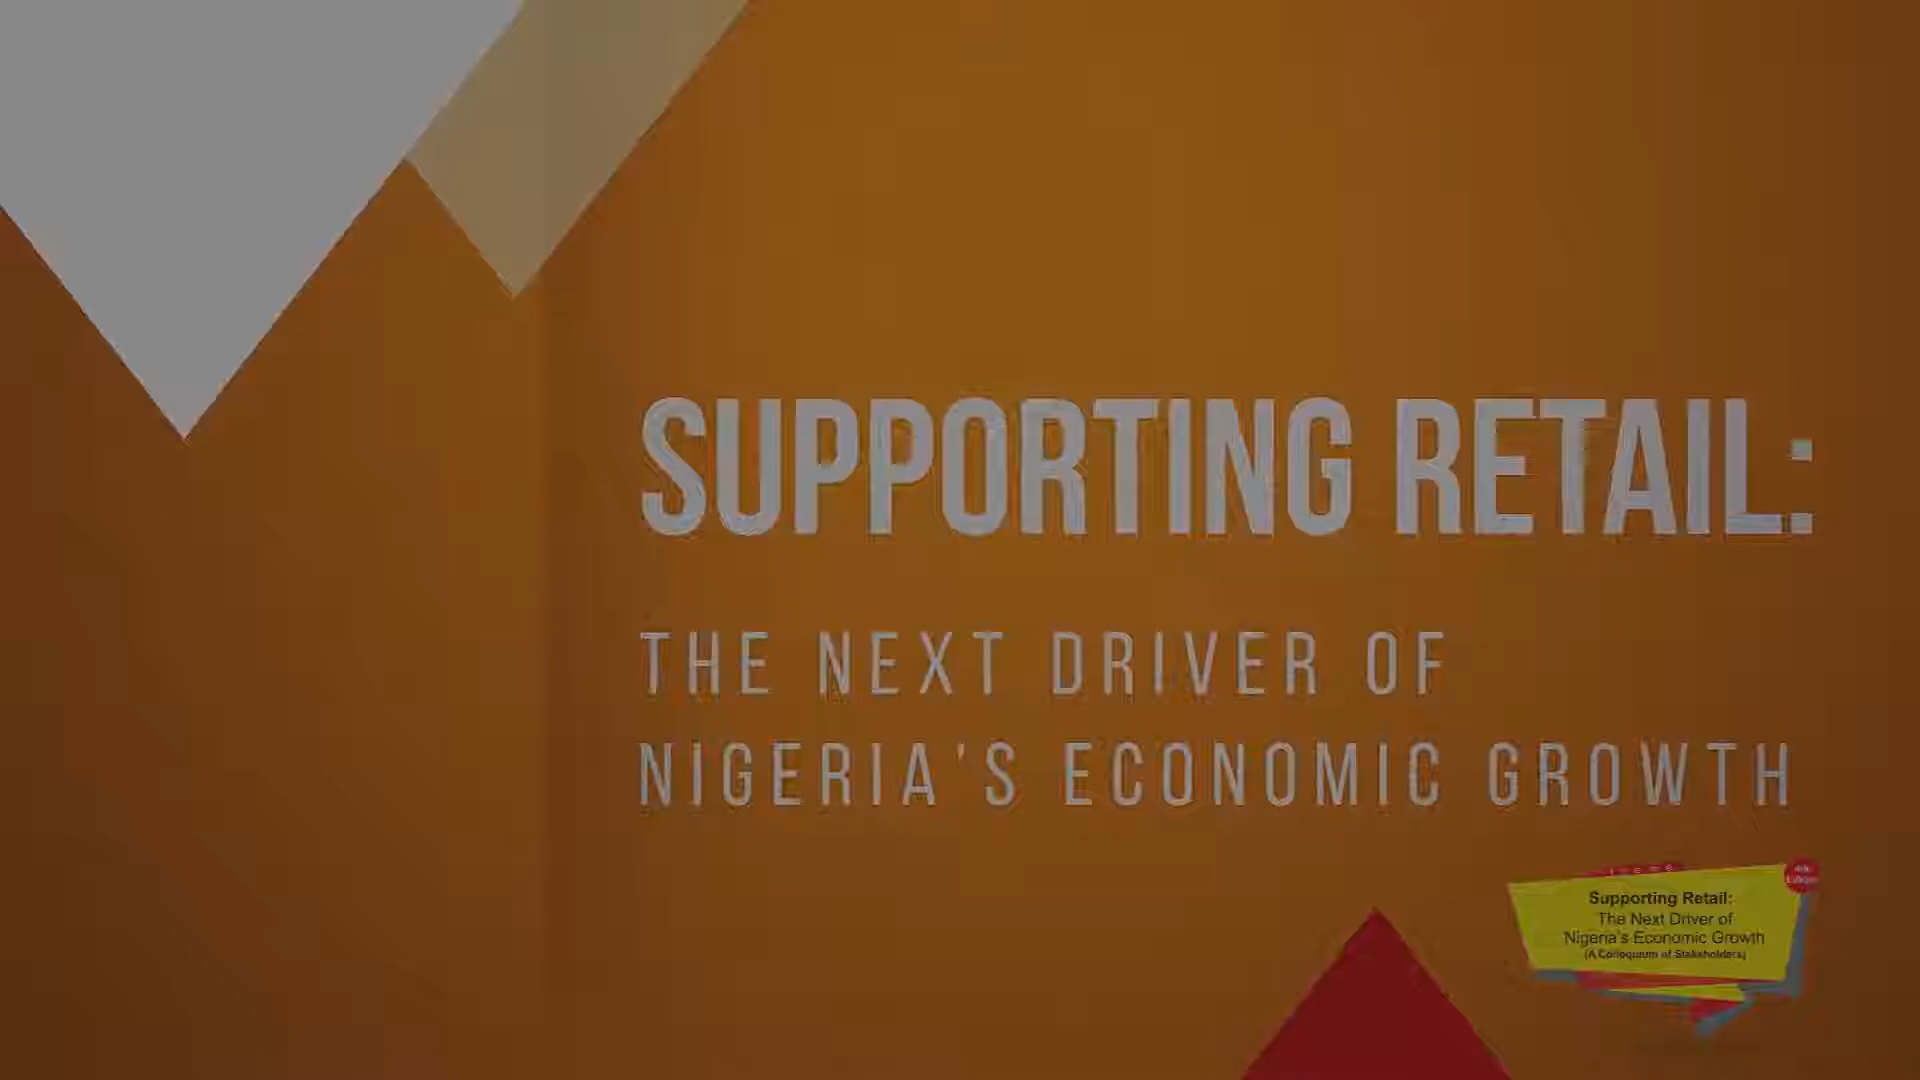 SUPPORTING RETAIL:
THE NEXT DRIVER OF
NIGERIA'S ECONOMIC GROWTH
Supporting Retail:
The Next Driver of
Nigeria's Economic Growth
(A Colloquium of Stakeholders)